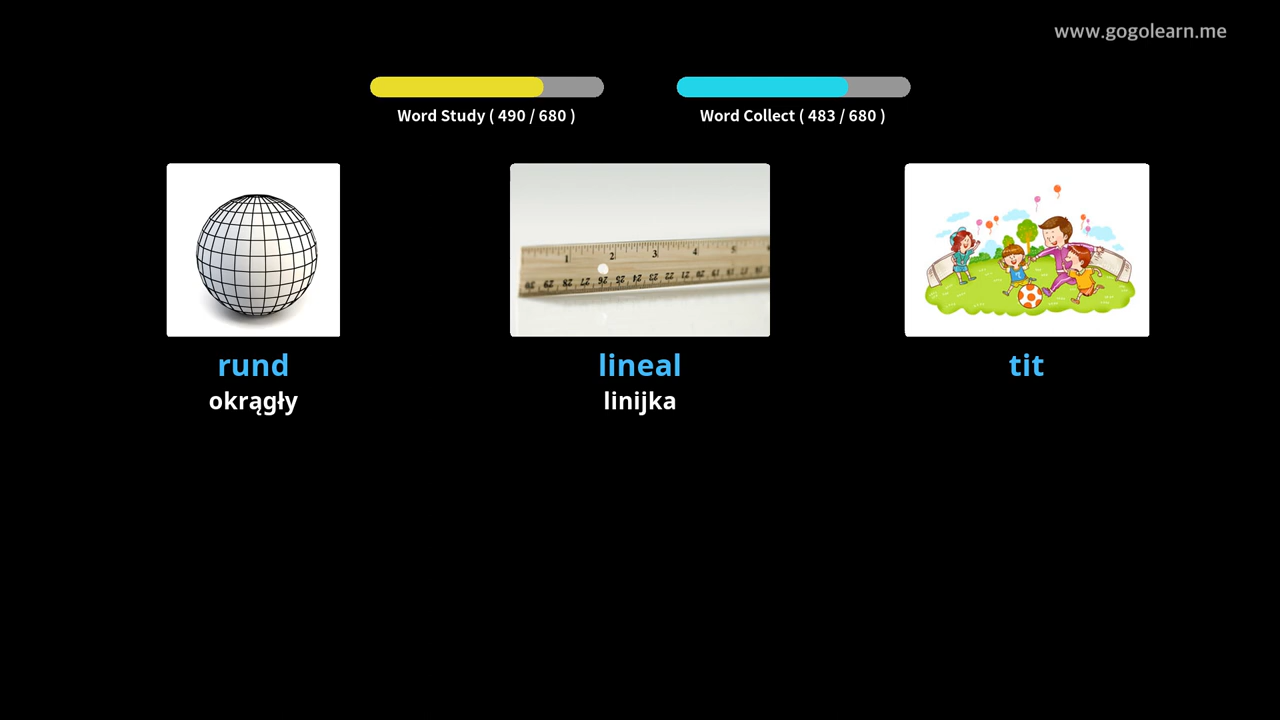 www.gogolearn.me
Word Study ( 490 / 680 )
Word Collect ( 483 / 680 )
rund
okrągły
lineal
linijka
tit